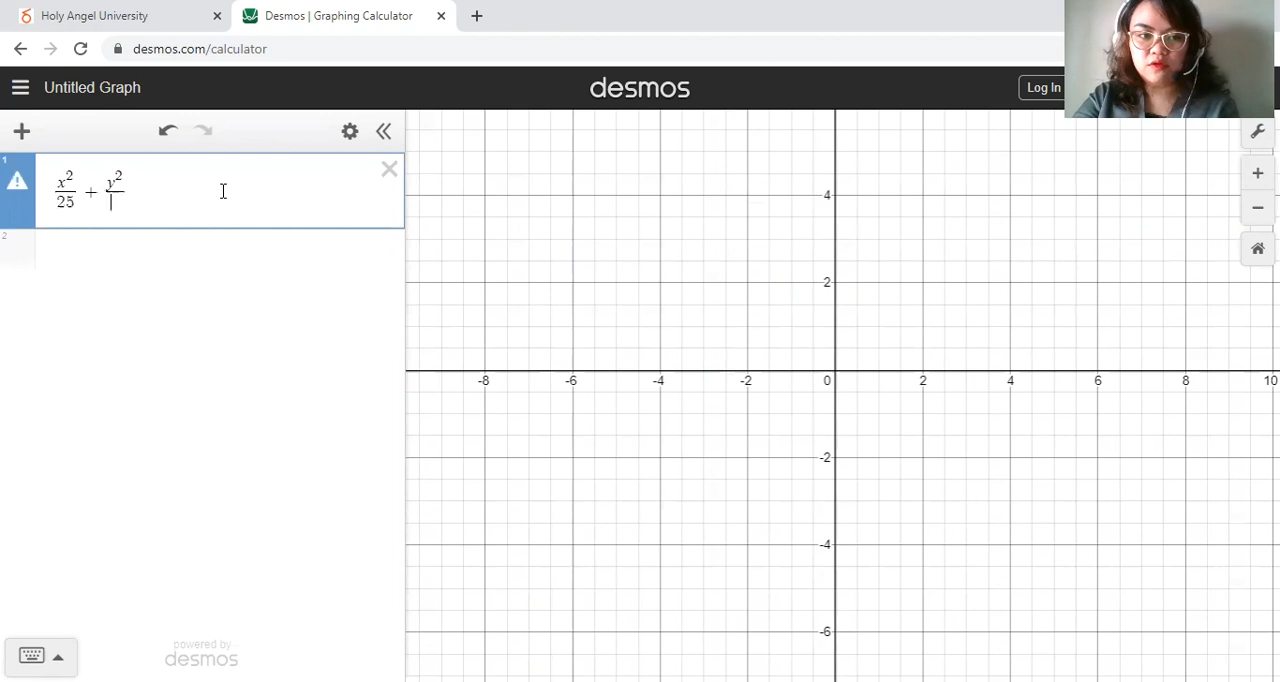 Holy Angel University
Desmos | Graphing Calculator
desmos.com/calculator
Untitled Graph
desmos
Log In
1
x²/25 + y²/
2
powered by
desmos
4
2
-8 -6 -4 -2 0 2 4 6 8 10
-2
-4
-6